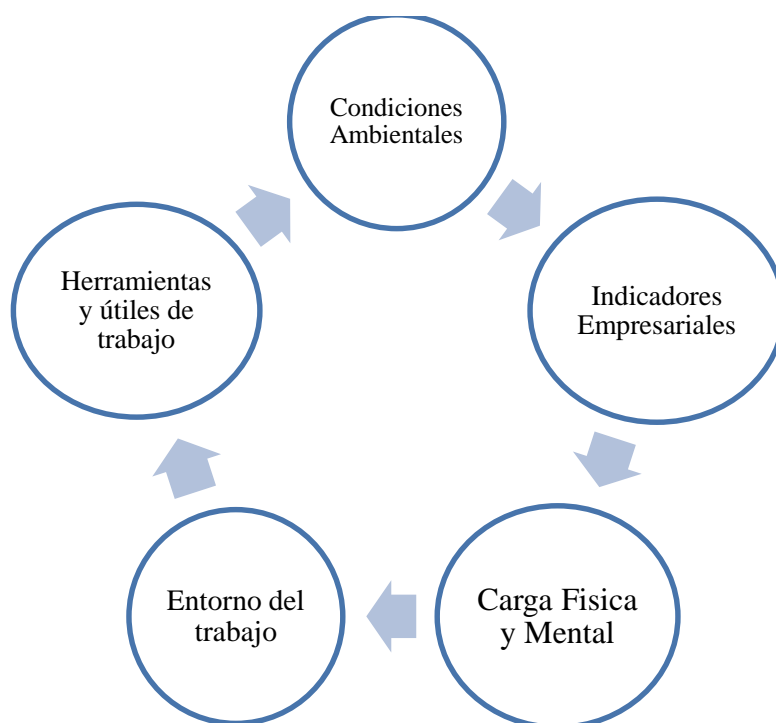 Condiciones
Ambientales
Indicadores
Empresariales
Carga Fisica
y Mental
Entorno del
trabajo
Herramientas
y útiles de
trabajo